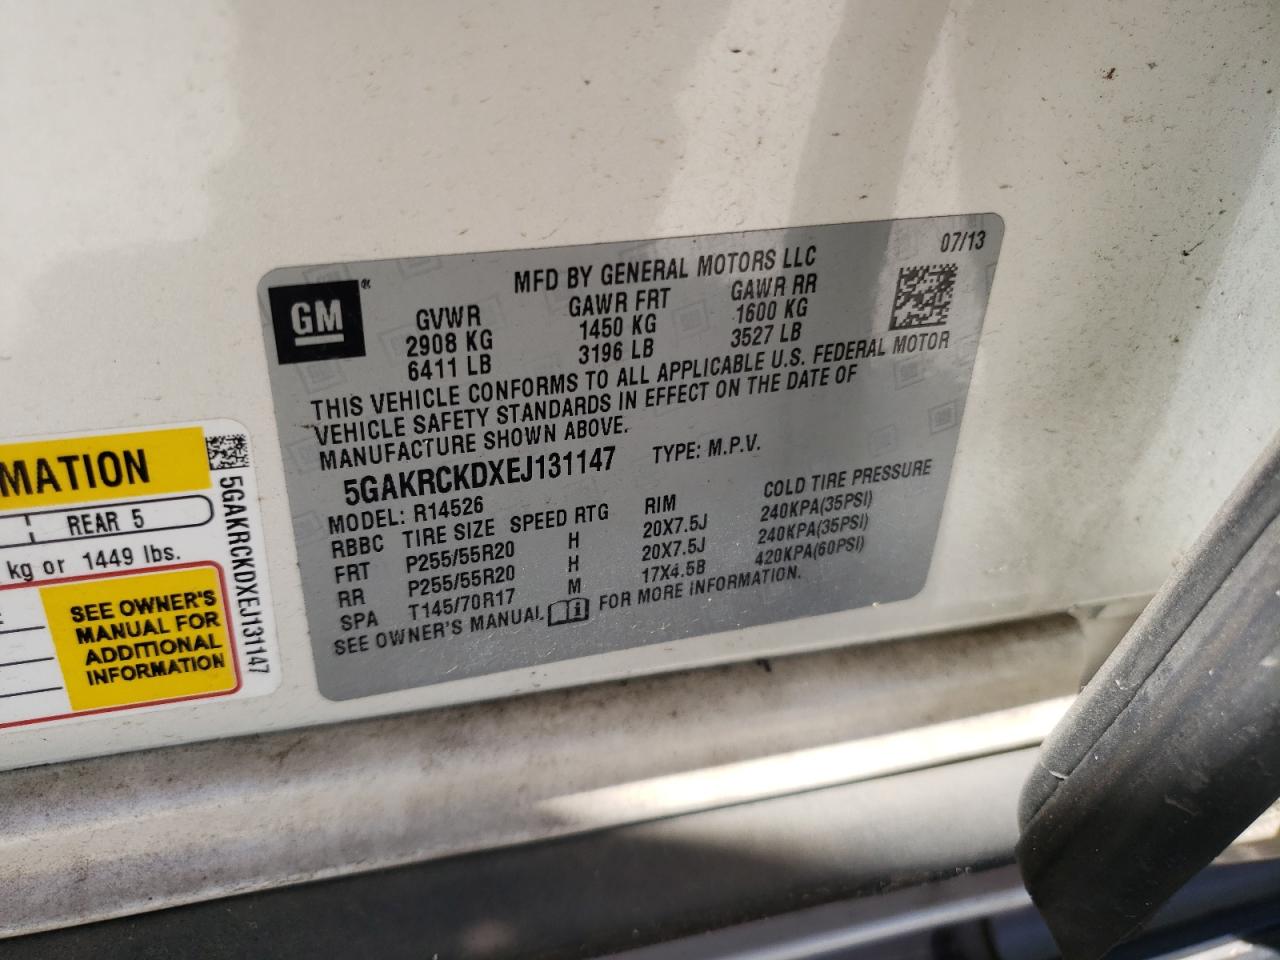 07/13
MFD BY GENERAL MOTORS LLC
GM®
GVWR GAWR FRT GAWR RR
2908 KG 1450 KG 1600 KG
6411 LB 3196 LB 3527 LB
THIS VEHICLE CONFORMS TO ALL APPLICABLE U.S. FEDERAL MOTOR
VEHICLE SAFETY STANDARDS IN EFFECT ON THE DATE OF
MANUFACTURE SHOWN ABOVE.
5GAKRCKDXEJ131147 TYPE: M.P.V.
MODEL: R14526
RBBC TIRE SIZE SPEED RTG RIM COLD TIRE PRESSURE
FRT P255/55R20 H 20X7.5J 240KPA(35PSI)
RR P255/55R20 H 20X7.5J 240KPA(35PSI)
SPA T145/70R17 M 17X4.5B 420KPA(60PSI)
SEE OWNER'S MANUAL FOR MORE INFORMATION.
MATION
REAR 5
kg or 1449 lbs.
SEE OWNER'S
MANUAL FOR
ADDITIONAL
INFORMATION
5GAKRCKDXEJ131147